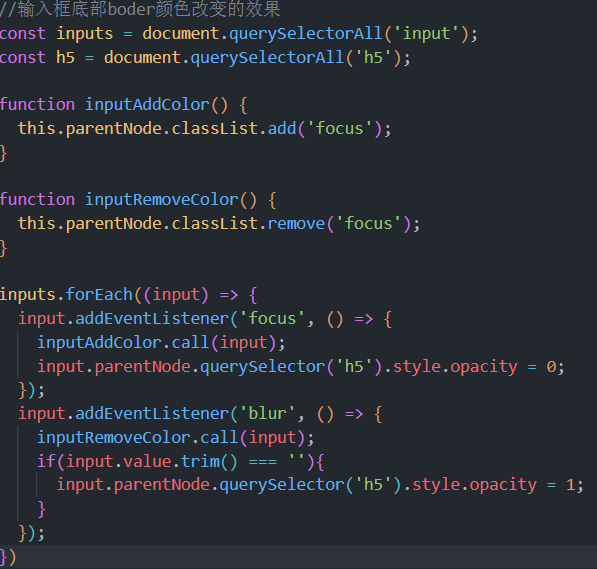 //输入框底部boder颜色改变的效果
const inputs = document.querySelectorAll('input');
const h5 = document.querySelectorAll('h5');
function inputAddColor() {
this.parentNode.classList.add('focus');
}
function inputRemoveColor() {
this.parentNode.classList.remove('focus');
}
inputs.forEach((input) => {
input.addEventListener('focus', () => {
inputAddColor.call(input);
input.parentNode.querySelector('h5').style.opacity = 0;
});
input.addEventListener('blur', () => {
inputRemoveColor.call(input);
if(input.value.trim() === ''){
input.parentNode.querySelector('h5').style.opacity = 1;
}
});
})